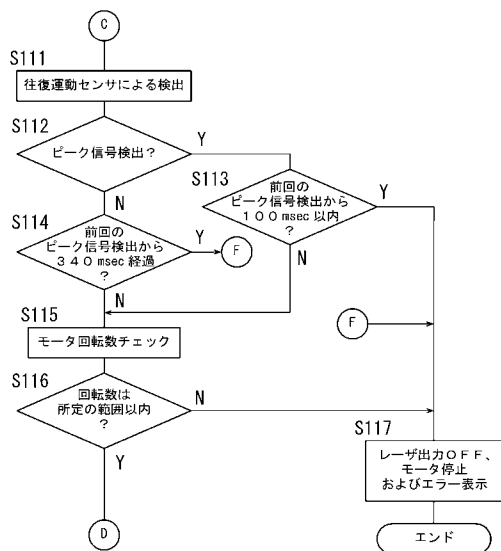 C
S111
往復運動センサによる検出
S112
ピーク信号検出?
Y
N
S113
前回の
ピーク信号検出から
100msec以内
?
Y
N
S114
前回の
ピーク信号検出から
340msec経過
?
Y
F
N
S115
モータ回転数チェック
F
S116
回転数は
所定の範囲以内
?
N
Y
S117
レーザ出力OFF、
モータ停止
およびエラー表示
D
エンド